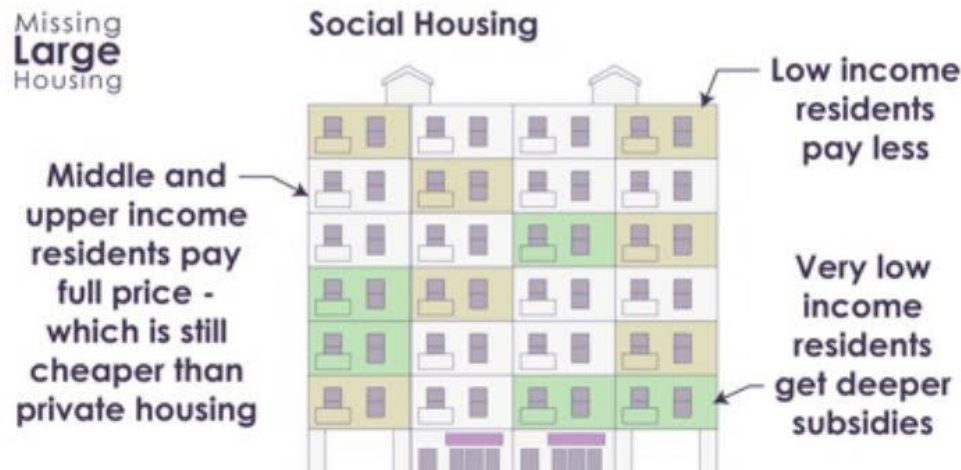 Missing
Large
Housing
Social Housing
Low income
residents
pay less
Middle and
upper income
residents pay
full price -
which is still
cheaper than
private housing
Very low
income
residents
get deeper
subsidies